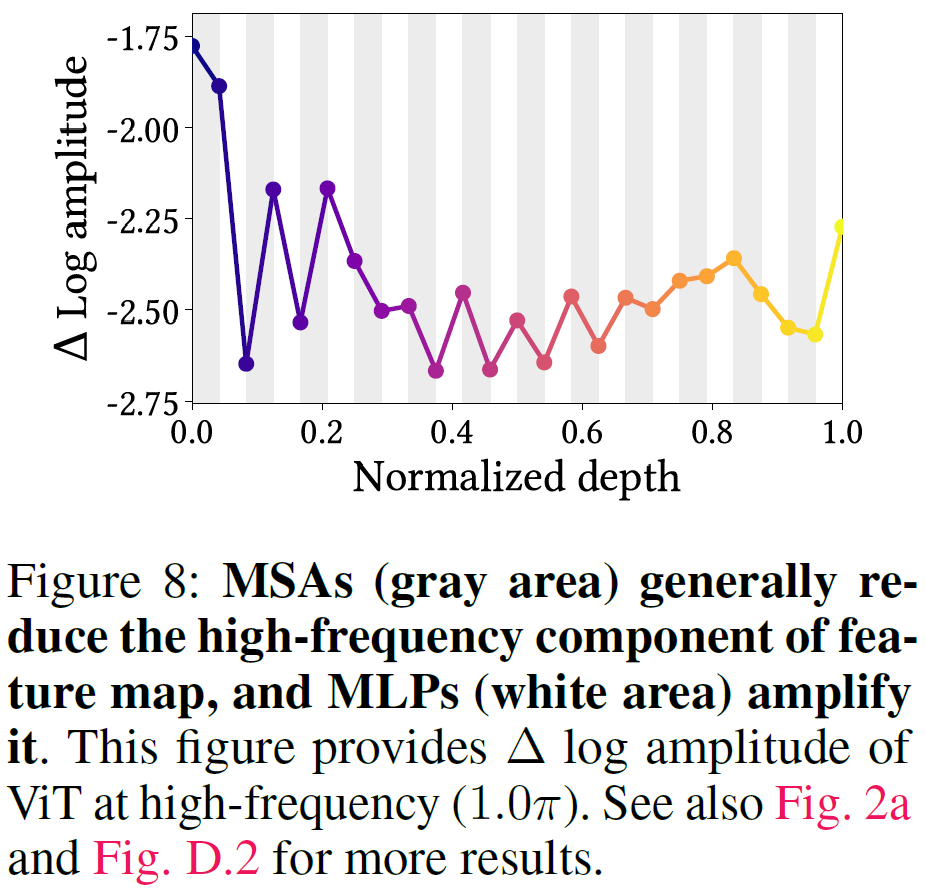 -1.75
-2.00
-2.25
-2.50
-2.75
Δ Log amplitude
0.0 0.2 0.4 0.6 0.8 1.0
Normalized depth
Figure 8: MSAs (gray area) generally re-
duce the high-frequency component of fea-
ture map, and MLPs (white area) amplify
it. This figure provides Δ log amplitude of
ViT at high-frequency (1.0π). See also Fig. 2a
and Fig. D.2 for more results.